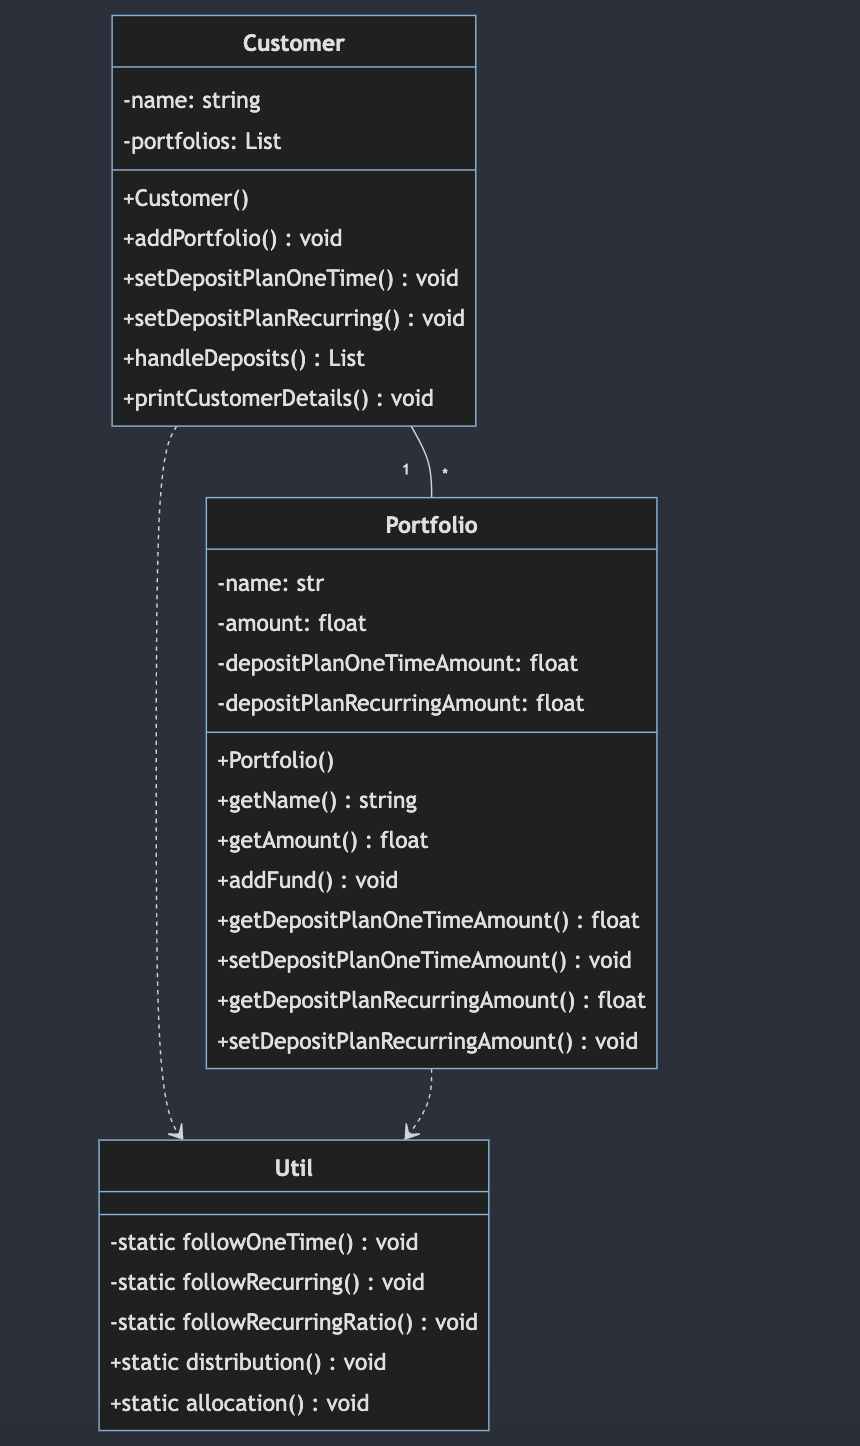 Customer
-name: string
-portfolios: List
+Customer()
+addPortfolio() : void
+setDepositPlanOneTime() : void
+setDepositPlanRecurring() : void
+handleDeposits() : List
+printCustomerDetails() : void
1 *
Portfolio
-name: str
-amount: float
-depositPlanOneTimeAmount: float
-depositPlanRecurringAmount: float
+Portfolio()
+getName() : string
+getAmount() : float
+addFund() : void
+getDepositPlanOneTimeAmount() : float
+setDepositPlanOneTimeAmount() : void
+getDepositPlanRecurringAmount() : float
+setDepositPlanRecurringAmount() : void
Util
-static followOneTime() : void
-static followRecurring() : void
-static followRecurringRatio() : void
+static distribution() : void
+static allocation() : void